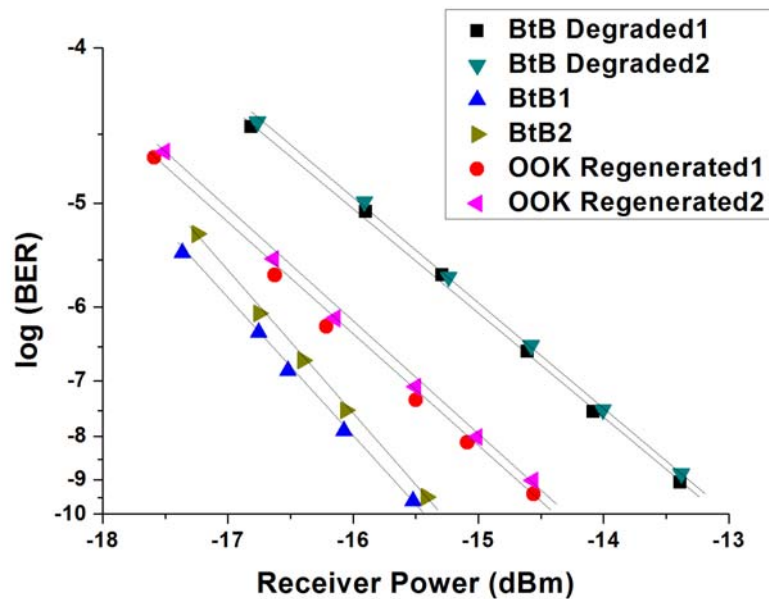 BtB Degraded1
BtB Degraded2
BtB1
BtB2
OOK Regenerated1
OOK Regenerated2
log (BER)
-4
-5
-6
-7
-8
-9
-10
-18
-17
-16
-15
-14
-13
Receiver Power (dBm)